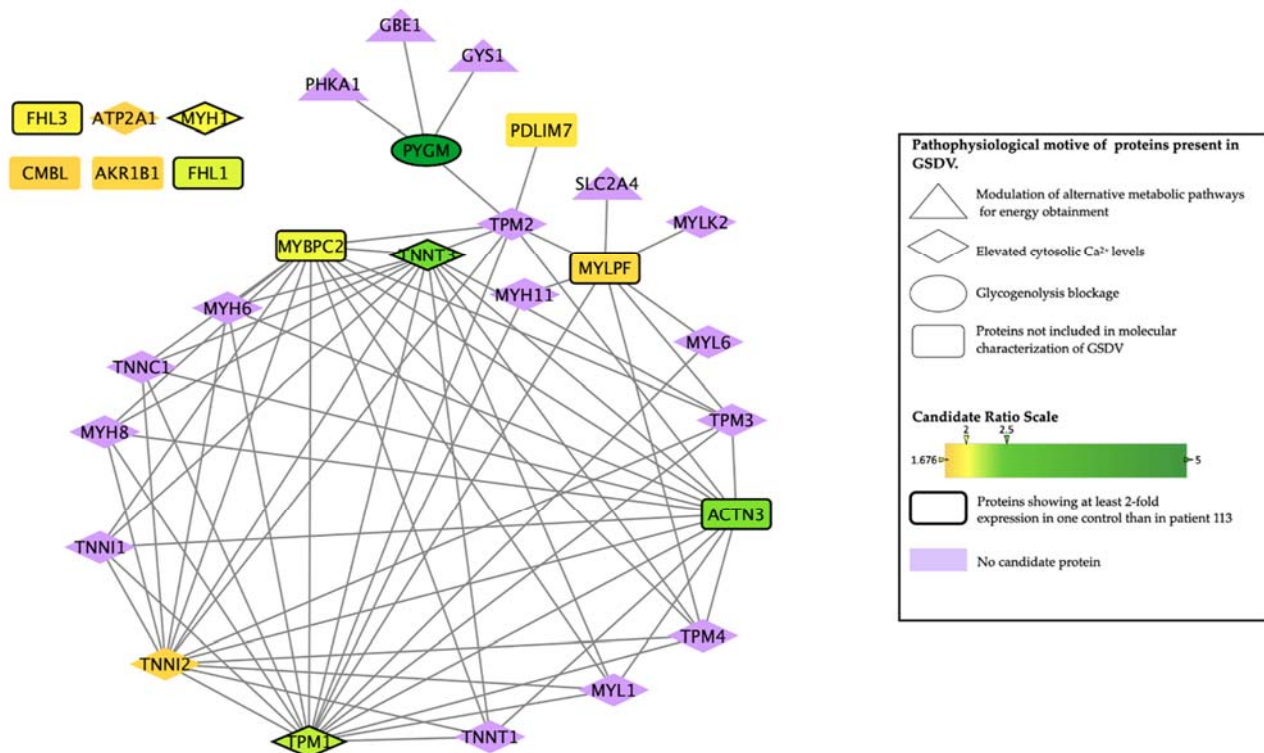 GBE1
GYS1
PHKA1
FHL3 ATP2A1 MYH1
PYGM
PDLIM7
CMBL AKR1B1 FHL1
SLC2A4
TPM2
MYLK2
MYBPC2
TNNT3
MYLPF
MYH6
MYH11
MYL6
TNNC1
MYH8
TPM3
ACTN3
TNNI1
TPM4
TNNI2
MYL1
TPM1
TNNT1
Pathophysiological motive of proteins present in
GSDV.
Modulation of alternative metabolic pathways
for energy obtainment
Elevated cytosolic Ca²⁺ levels
Glycogenolysis blockage
Proteins not included in molecular
characterization of GSDV
Candidate Ratio Scale
2 2.5
1.676 5
Proteins showing at least 2-fold
expression in one control than in patient 113
No candidate protein